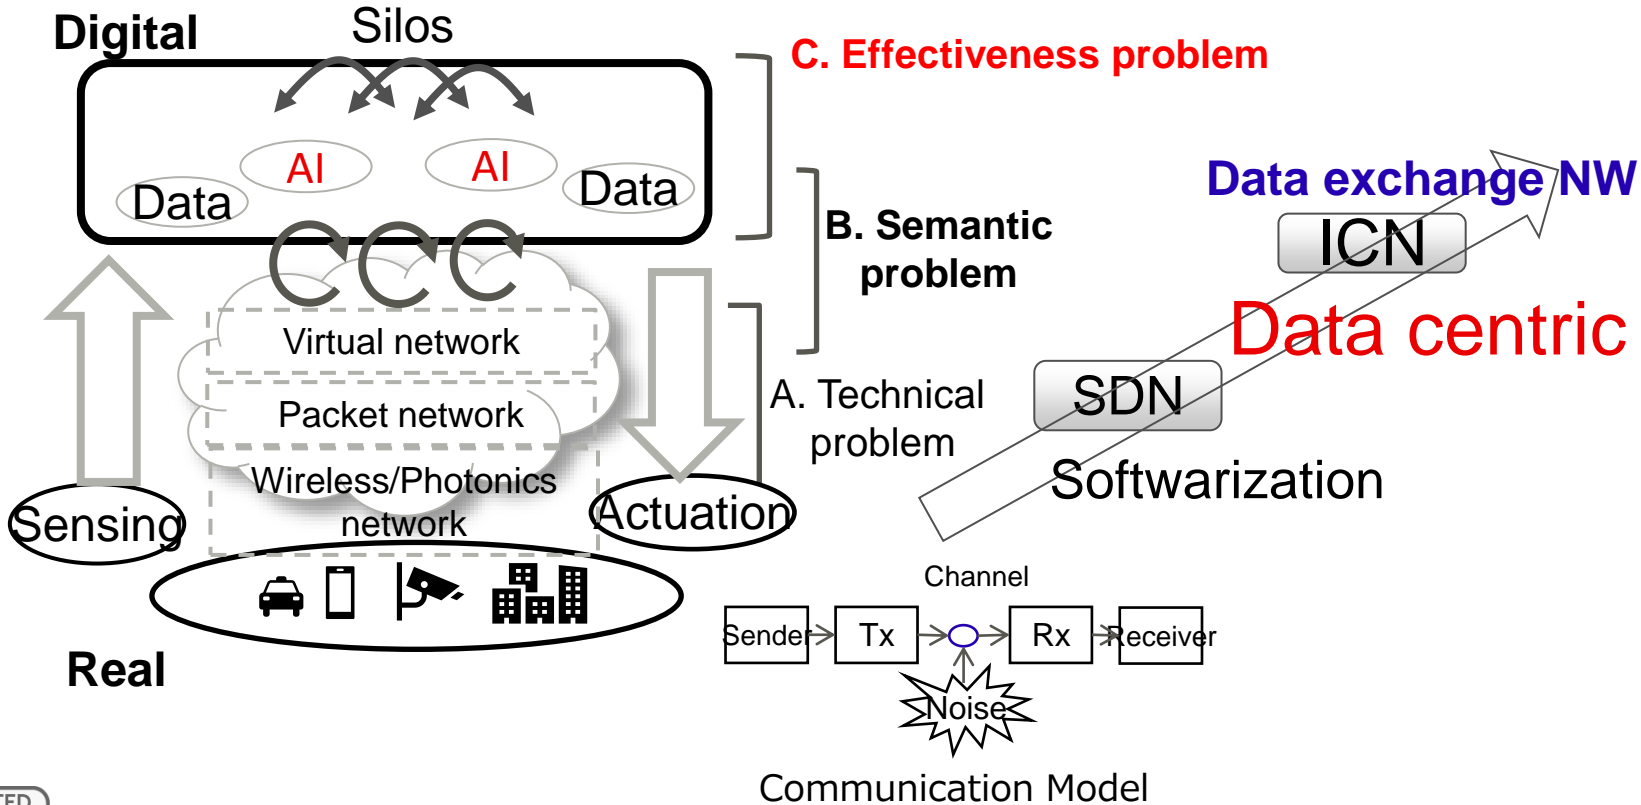 Digital
Silos
C. Effectiveness problem
AI
AI
Data
Data
B. Semantic
problem
Virtual network
Packet network
Wireless/Photonics
network
A. Technical
problem
Sensing
Actuation
Real
Data exchange NW
ICN
Data centric
SDN
Softwarization
Channel
Sender
Tx
Rx
Receiver
Noise
Communication Model